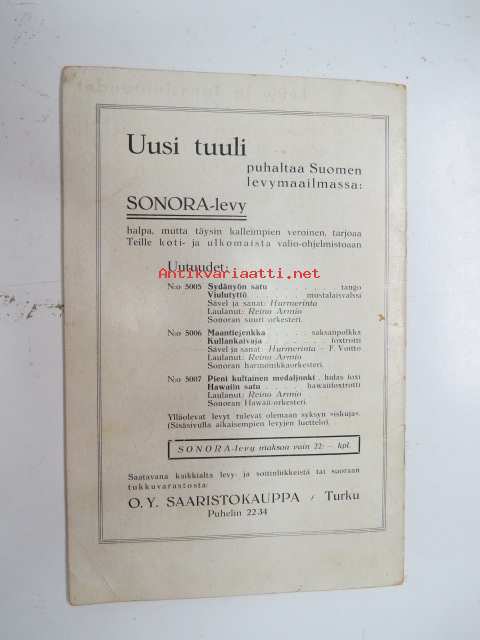 Uusi tuuli
puhaltaa Suomen
levymaailmassa:
SONORA-levy
halpa, mutta täysin kalleimpien veroinen, tarjoaa
Teille koti- ja ulkomaista valio-ohjelmistoaan
Uutuudet:
Antikvariaatti.net
N:o 5005 Sydänyön satu . . . . . . tango
Viulutyttö . . . . . . mustalaisvalssi
Sävel ja sanat: Hurmerinta
Laulanut: Reino Armio
Sonoran suuri orkesteri.
N:o 5006 Maantiejenkka . . . . . saksanpolkka
Kullankaivaja . . . . . . foxtrotti
Sävel ja sanat: Hurmerinta – F. Voitto
Laulanut: Reino Armio
Sonoran harmonikkaorkesteri.
N:o 5007 Pieni kultainen medaljonki . hidas foxi
Hawaiin satu . . . . . hawaiifoxtrotti
Laulanut: Reino Armio
Sonoran Hawaii-orkesteri.
Ylläolevat levyt tulevat olemaan syksyn »iskuja».
(Sisäsivulla aikaisempien levyjen luettelo).
SONORA-levy maksaa vain 22:— kpl.
Saatavana kaikkialta levy- ja soitinliikkeistä tai suoraan
tukkuvarastosta:
O.Y. SAARISTOKAUPPA / Turku
Puhelin 22 34